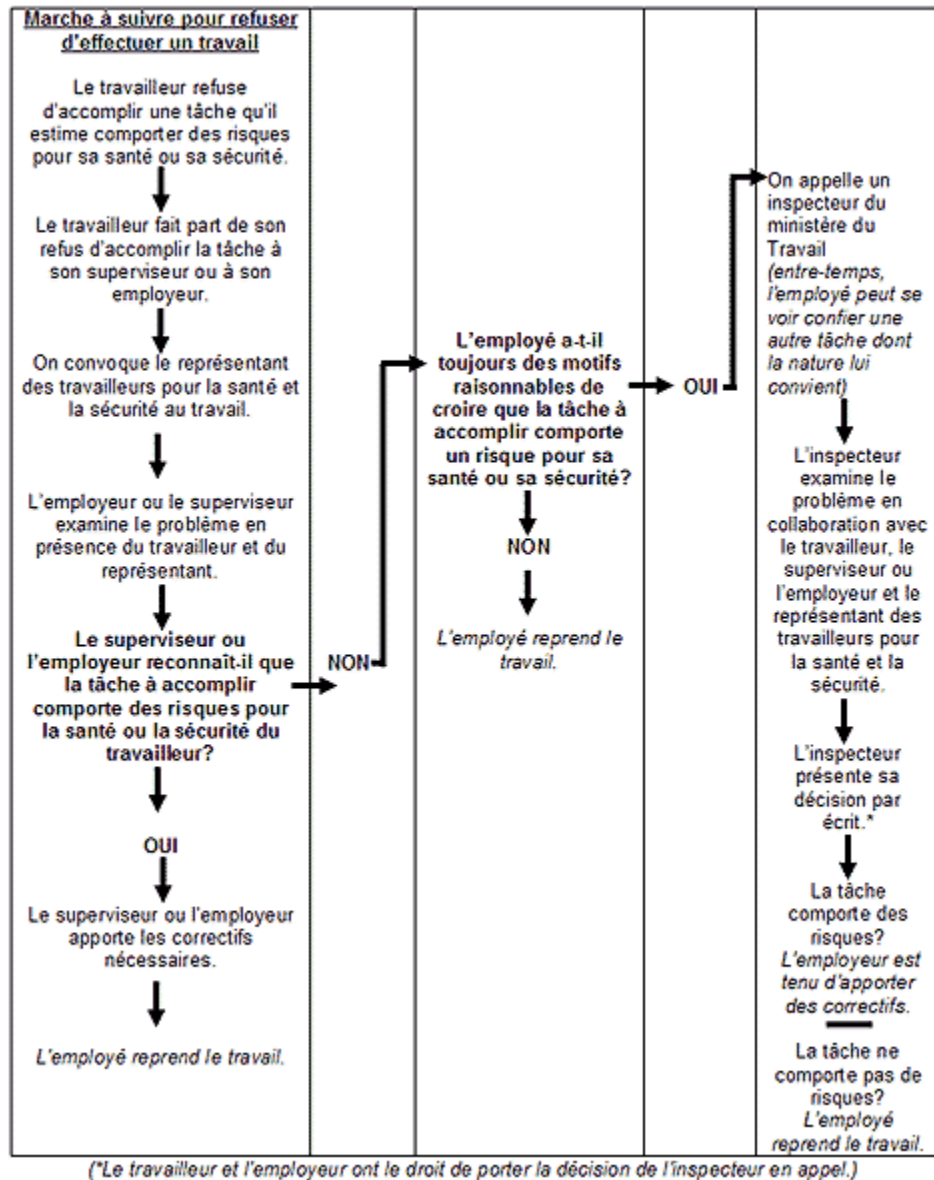 Marche à suivre pour refuser
d'effectuer un travail
Le travailleur refuse
d'accomplir une tâche qu'il
estime comporter des risques
pour sa santé ou sa sécurité.
Le travailleur fait part de son
refus d'accomplir la tâche à
son superviseur ou à son
employeur.
On convoque le représentant
des travailleurs pour la santé et
la sécurité au travail.
L'employeur ou le superviseur
examine le problème en
présence du travailleur et du
représentant.
Le superviseur ou
l'employeur reconnaît-il que
la tâche à accomplir
comporte des risques pour
la santé ou la sécurité du
travailleur?
OUI
Le superviseur ou l'employeur
apporte les correctifs
nécessaires.
L'employé reprend le travail.
NON
L'employé a-t-il
toujours des motifs
raisonnables de
croire que la tâche à
accomplir comporte
un risque pour sa
santé ou sa sécurité?
NON
L'employé reprend le
travail.
OUI
On appelle un
inspecteur du
ministère du
Travail
(entre-temps,
l'employé peut se
voir confier une
autre tâche dont
la nature lui
convient)
L'inspecteur
examine le
problème en
collaboration avec
le travailleur, le
superviseur ou
l'employeur et le
représentant des
travailleurs pour
la santé et la
sécurité.
L'inspecteur
présente sa
décision par
écrit.*
La tâche
comporte des
risques?
L'employeur est
tenu d'apporter
des correctifs.
La tâche ne
comporte pas de
risques?
L'employé
reprend le travail.
(*Le travailleur et l'employeur ont le droit de porter la décision de l'inspecteur en appel.)